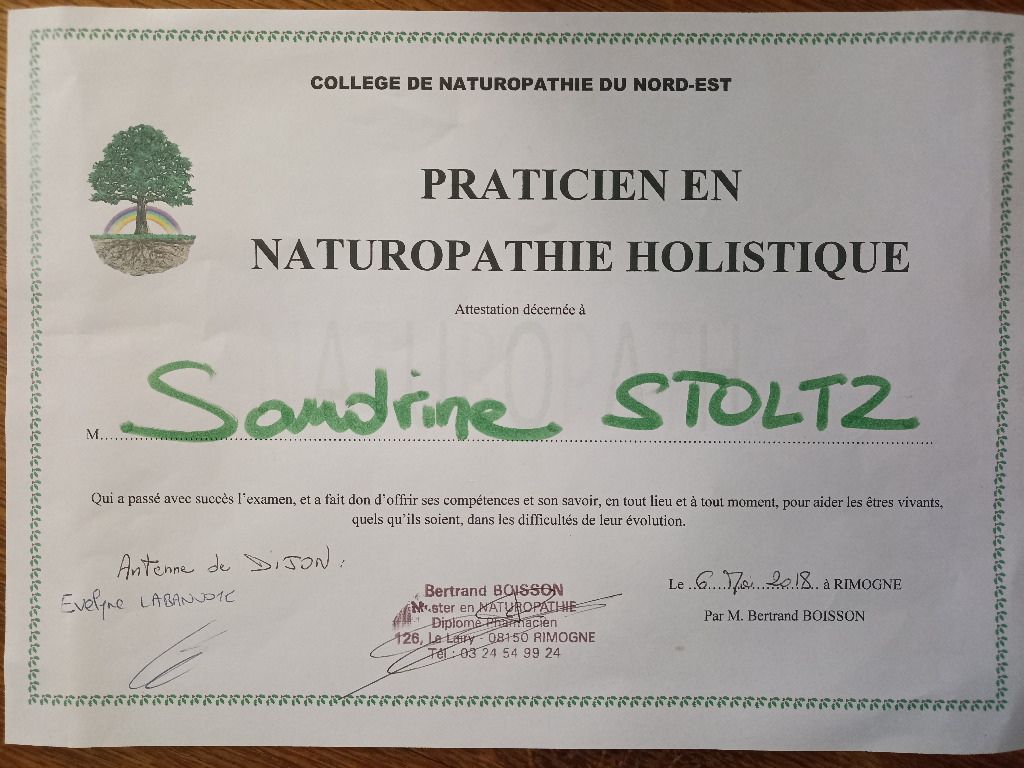 COLLEGE DE NATUROPATHIE DU NORD-EST
PRATICIEN EN
NATUROPATHIE HOLISTIQUE
Attestation décernée à
M. Sandrine STOLTZ
Qui a passé avec succès l'examen, et a fait don d'offrir ses compétences et son savoir, en tout lieu et à tout moment, pour aider les êtres vivants,
quels qu'ils soient, dans les difficultés de leur évolution.
Antenne de DIJON :
Evelyne
Bertrand BOISSON
Master en NATUROPATHIE
Diplomé Pharmacien
126, Le Lairy - 08150 RIMOGNE
Tél : 03 24 54 99 24
Le 6 Mai 2018 à RIMOGNE
Par M. Bertrand BOISSON